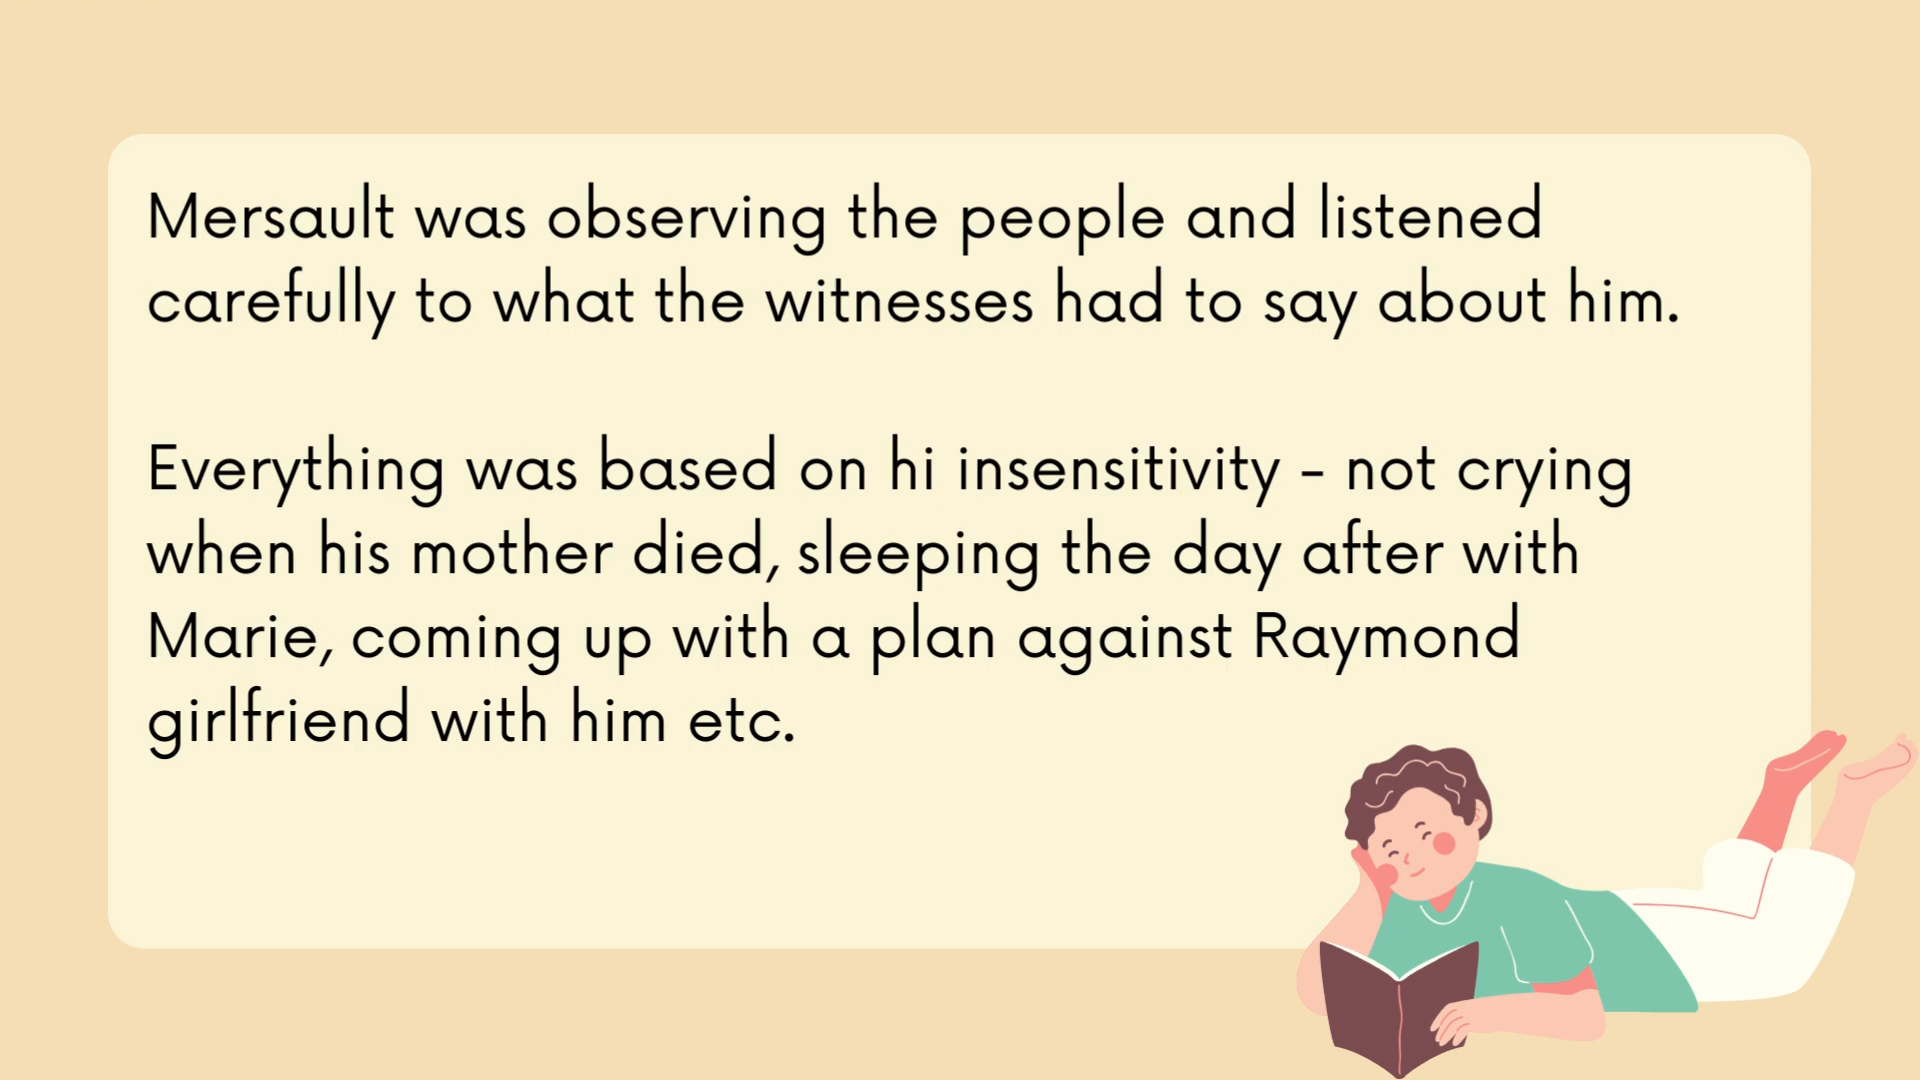 Mersault was observing the people and listened
carefully to what the witnesses had to say about him.
Everything was based on hi insensitivity - not crying
when his mother died, sleeping the day after with
Marie, coming up with a plan against Raymond
girlfriend with him etc.